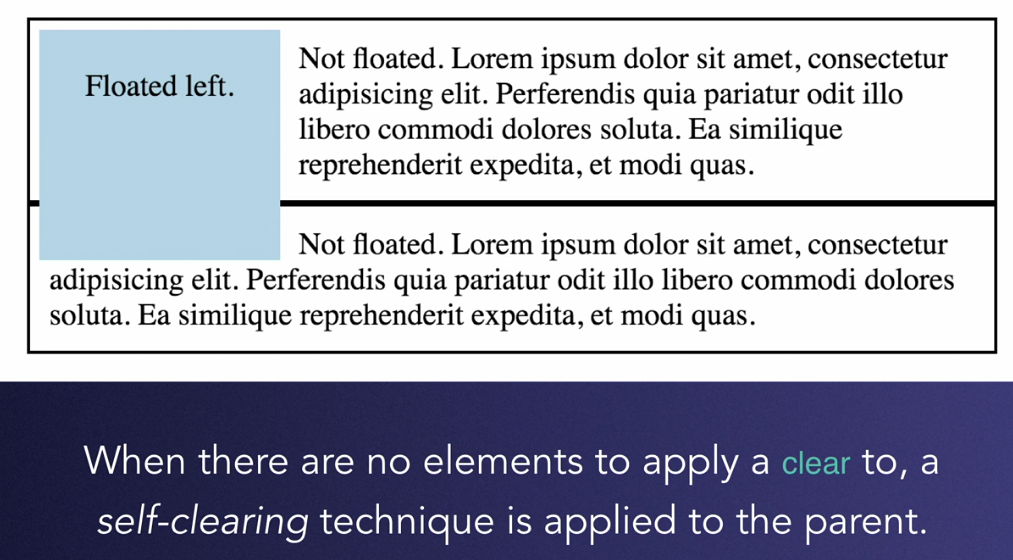 Floated left.
Not floated. Lorem ipsum dolor sit amet, consectetur
adipisicing elit. Perferendis quia pariatur odit illo
libero commodi dolores soluta. Ea similique
reprehenderit expedita, et modi quas.
Not floated. Lorem ipsum dolor sit amet, consectetur
adipisicing elit. Perferendis quia pariatur odit illo libero commodi dolores
soluta. Ea similique reprehenderit expedita, et modi quas.
When there are no elements to apply a clear to, a
self-clearing technique is applied to the parent.